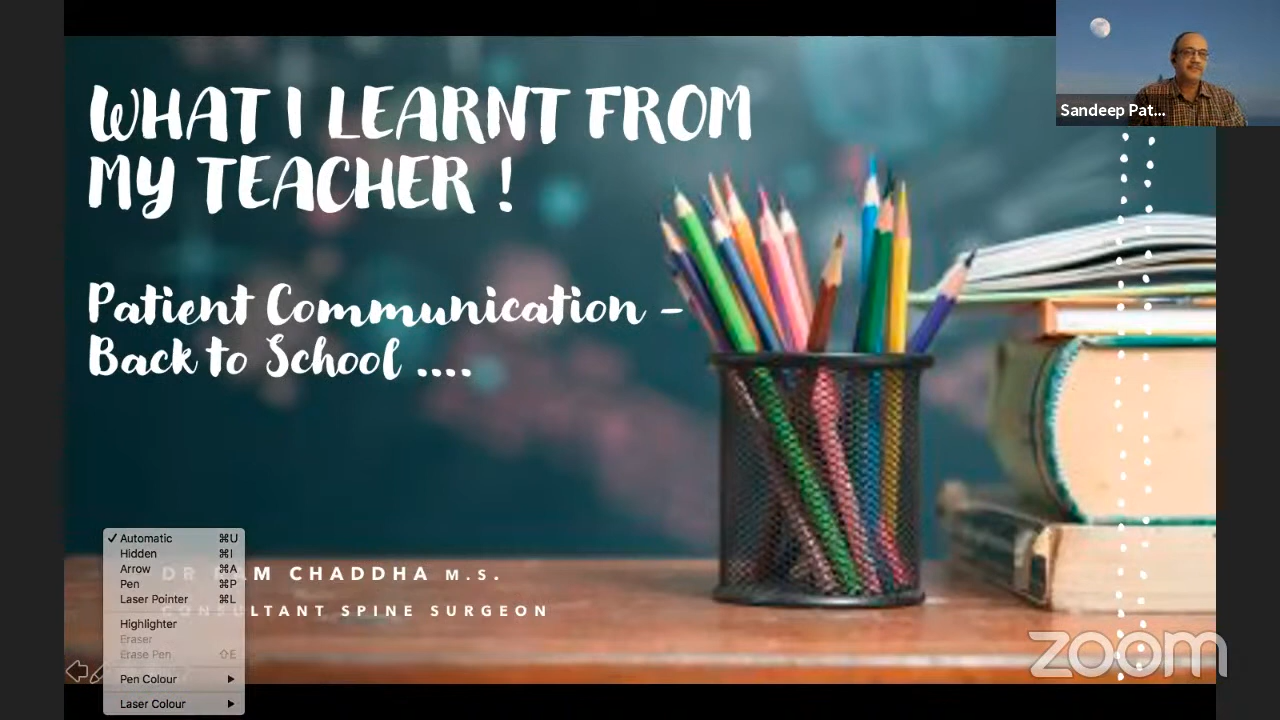 WHAT I LEARNT FROM
MY TEACHER !
Patient Communication -
Back to School ....
Sandeep Pat...
✓ Automatic ⌘U
Hidden ⌘I
Arrow ⌘A
Pen ⌘P
Laser Pointer ⌘L
Highlighter
Eraser
Erase Pen ⇧E
Pen Colour ▶
Laser Colour ▶
CHADDHA M.S.
SPINE SURGEON
zoom